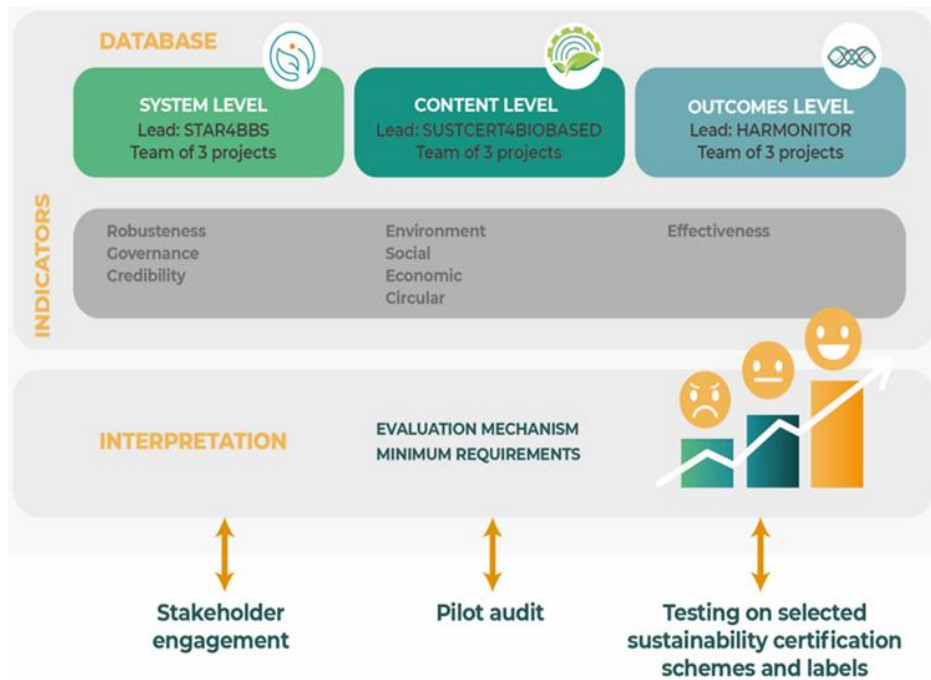 DATABASE
SYSTEM LEVEL
Lead: STAR4BBS
Team of 3 projects
CONTENT LEVEL
Lead: SUSTCERT4BIOBASED
Team of 3 projects
OUTCOMES LEVEL
Lead: HARMONITOR
Team of 3 projects
INDICATORS
Robusteness
Governance
Credibility
Environment
Social
Economic
Circular
Effectiveness
INTERPRETATION
EVALUATION MECHANISM
MINIMUM REQUIREMENTS
Stakeholder
engagement
Pilot audit
Testing on selected
sustainability certification
schemes and labels